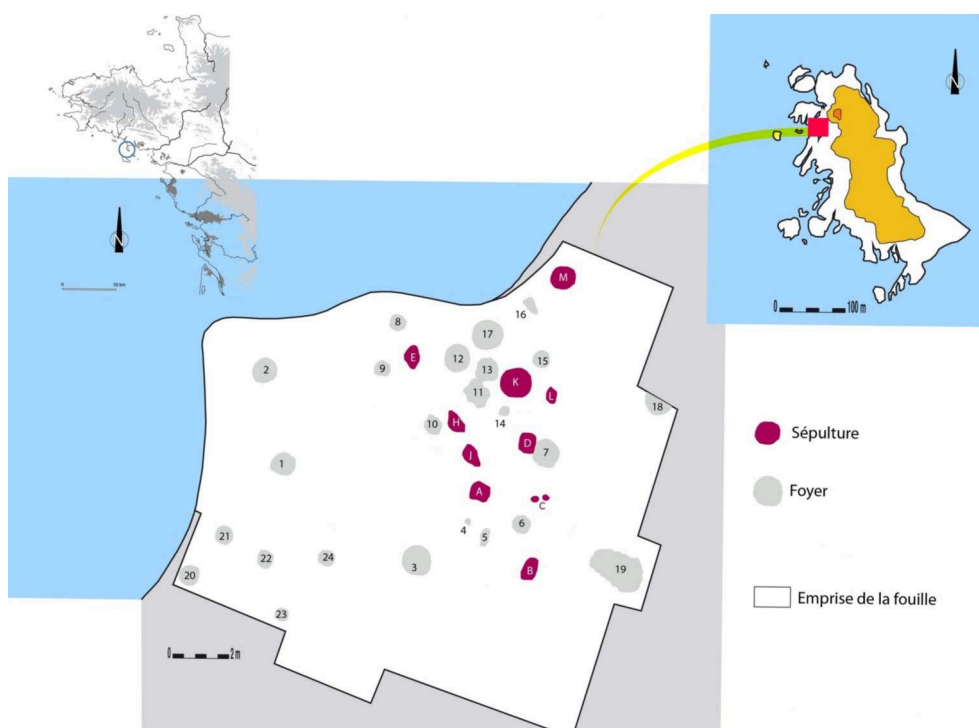 N
0 50 km
N
0 100 m
N
M
16
8
17
E
12
15
2
9
13
K
11
L
18
14
10
H
D
7
J
1
A
C
4
6
5
21
22
24
3
B
19
20
23
0 2 m
Sépulture
Foyer
Emprise de la fouille